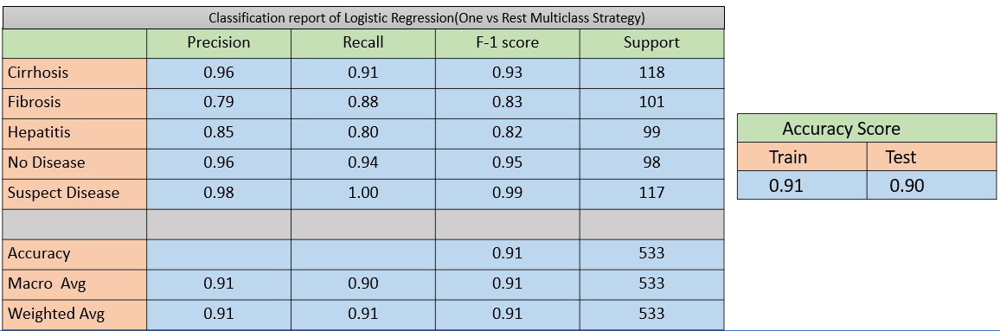 Classification report of Logistic Regression(One vs Rest Multiclass Strategy)
Precision Recall F-1 score Support
Cirrhosis 0.96 0.91 0.93 118
Fibrosis 0.79 0.88 0.83 101
Hepatitis 0.85 0.80 0.82 99
No Disease 0.96 0.94 0.95 98
Suspect Disease 0.98 1.00 0.99 117
Accuracy 0.91 533
Macro Avg 0.91 0.90 0.91 533
Weighted Avg 0.91 0.91 0.91 533
Accuracy Score
Train Test
0.91 0.90